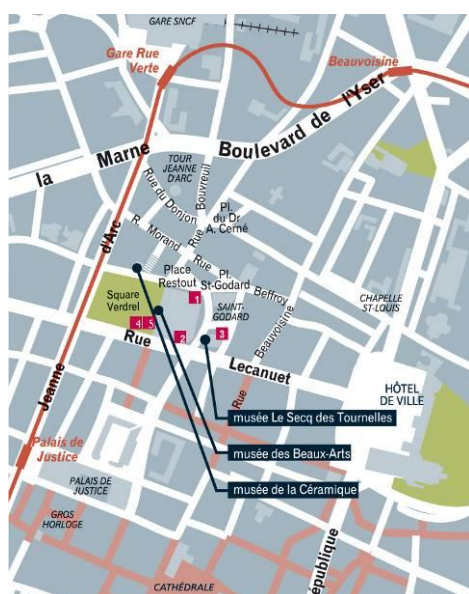 GARE SNCF
Gare Rue
Verte
Beauvoisine
Boulevard de l'Yser
la Marne
TOUR
JEANNE
D'ARC
Rue du Donjon
Bouvreuil
Rue
Pl.
du Dr
A. Cerné
R. Morand
Rue
Beffroy
d'Arc
Place
Restout
Pl.
St-Godard
1
Square
Verdrel
SAINT-
GODARD
CHAPELLE
ST-LOUIS
4
5
2
3
Rue
Lecanuet
Beauvoisine
Rue
Jeanne
HÔTEL
DE VILLE
musée Le Secq des Tournelles
musée des Beaux-Arts
musée de la Céramique
Palais de
Justice
PALAIS DE
JUSTICE
GROS
HORLOGE
CATHÉDRALE
épublique